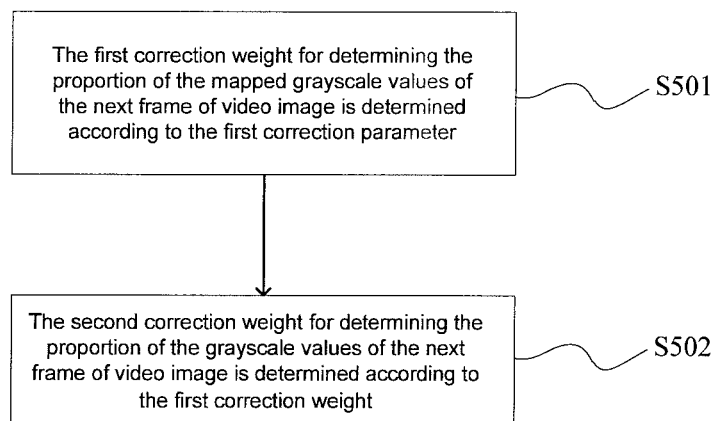 The first correction weight for determining the
proportion of the mapped grayscale values of
the next frame of video image is determined
according to the first correction parameter
S501
The second correction weight for determining the
proportion of the grayscale values of the next
frame of video image is determined according to
the first correction weight
S502